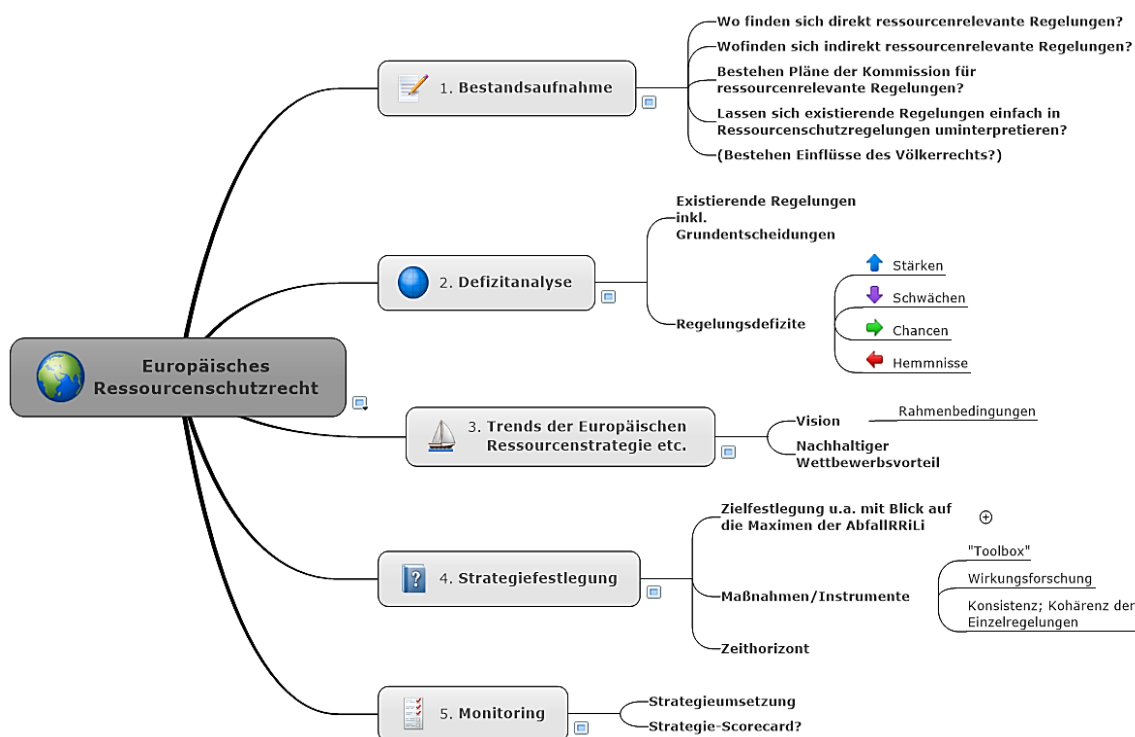 Europäisches
Ressourcenschutzrecht
1. Bestandsaufnahme
Wo finden sich direkt ressourcenrelevante Regelungen?
Wofinden sich indirekt ressourcenrelevante Regelungen?
Bestehen Pläne der Kommission für
ressourcenrelevante Regelungen?
Lassen sich existierende Regelungen einfach in
Ressourcenschutzregelungen uminterpretieren?
(Bestehen Einflüsse des Völkerrechts?)
2. Defizitanalyse
Existierende Regelungen
inkl.
Grundentscheidungen
Regelungsdefizite
Stärken
Schwächen
Chancen
Hemmnisse
3. Trends der Europäischen
Ressourcenstrategie etc.
Vision
Rahmenbedingungen
Nachhaltiger
Wettbewerbsvorteil
4. Strategiefestlegung
Zielfestlegung u.a. mit Blick auf
die Maximen der AbfallRRiLi
Maßnahmen/Instrumente
"Toolbox"
Wirkungsforschung
Konsistenz; Kohärenz der
Einzelregelungen
Zeithorizont
5. Monitoring
Strategieumsetzung
Strategie-Scorecard?